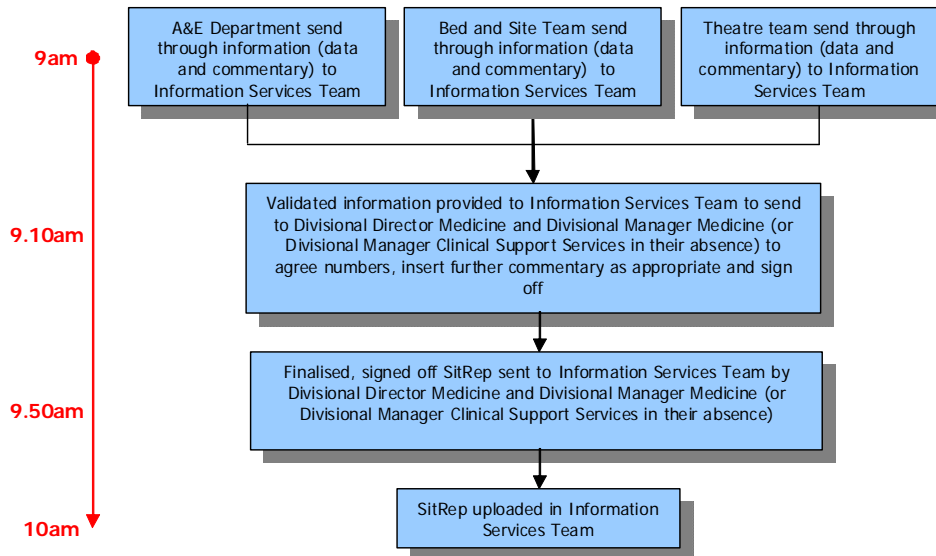 9am
A&E Department send
through information (data
and commentary) to
Information Services Team
Bed and Site Team send
through information (data
and commentary) to
Information Services Team
Theatre team send through
information (data and
commentary) to Information
Services Team
9.10am
Validated information provided to Information Services Team to send
to Divisional Director Medicine and Divisional Manager Medicine (or
Divisional Manager Clinical Support Services in their absence) to
agree numbers, insert further commentary as appropriate and sign
off
9.50am
Finalised, signed off SitRep sent to Information Services Team by
Divisional Director Medicine and Divisional Manager Medicine (or
Divisional Manager Clinical Support Services in their absence)
10am
SitRep uploaded in Information
Services Team